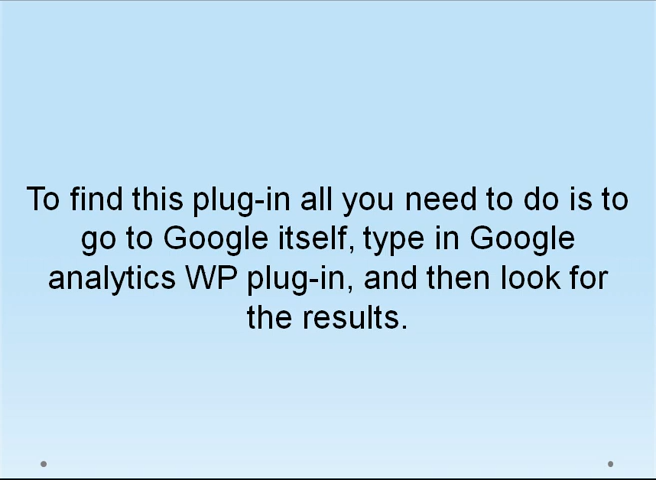 To find this plug-in all you need to do is to
go to Google itself, type in Google
analytics WP plug-in, and then look for
the results.